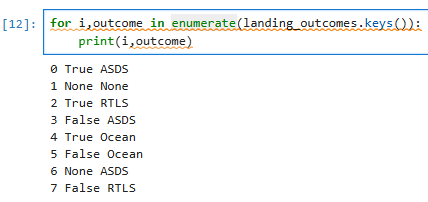 [12]: for i,outcome in enumerate(landing_outcomes.keys()):
print(i,outcome)
0 True ASDS
1 None None
2 True RTLS
3 False ASDS
4 True Ocean
5 False Ocean
6 None ASDS
7 False RTLS